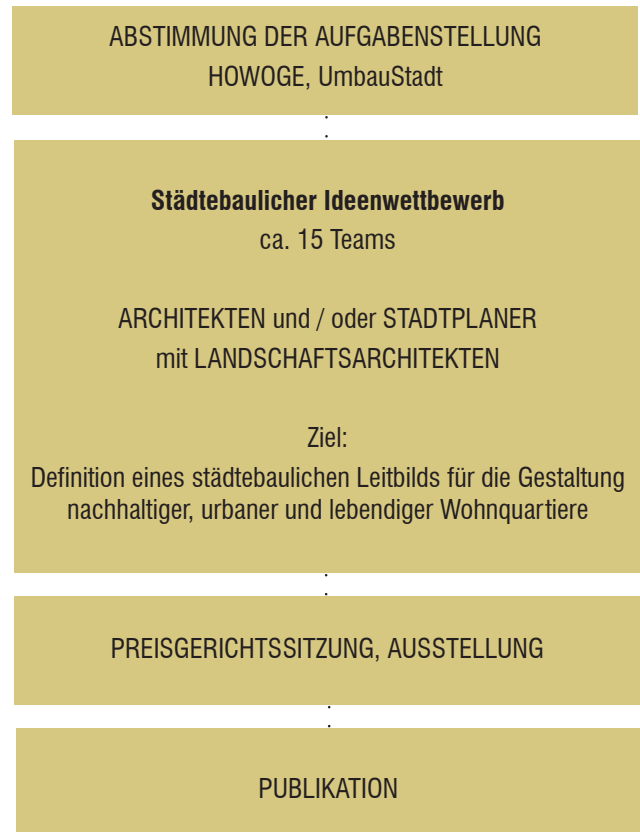 ABSTIMMUNG DER AUFGABENSTELLUNG
HOWOGE, UmbauStadt
Städtebaulicher Ideenwettbewerb
ca. 15 Teams
ARCHITEKTEN und / oder STADTPLANER
mit LANDSCHAFTSARCHITEKTEN
Ziel:
Definition eines städtebaulichen Leitbilds für die Gestaltung
nachhaltiger, urbaner und lebendiger Wohnquartiere
PREISGERICHTSSITZUNG, AUSSTELLUNG
PUBLIKATION